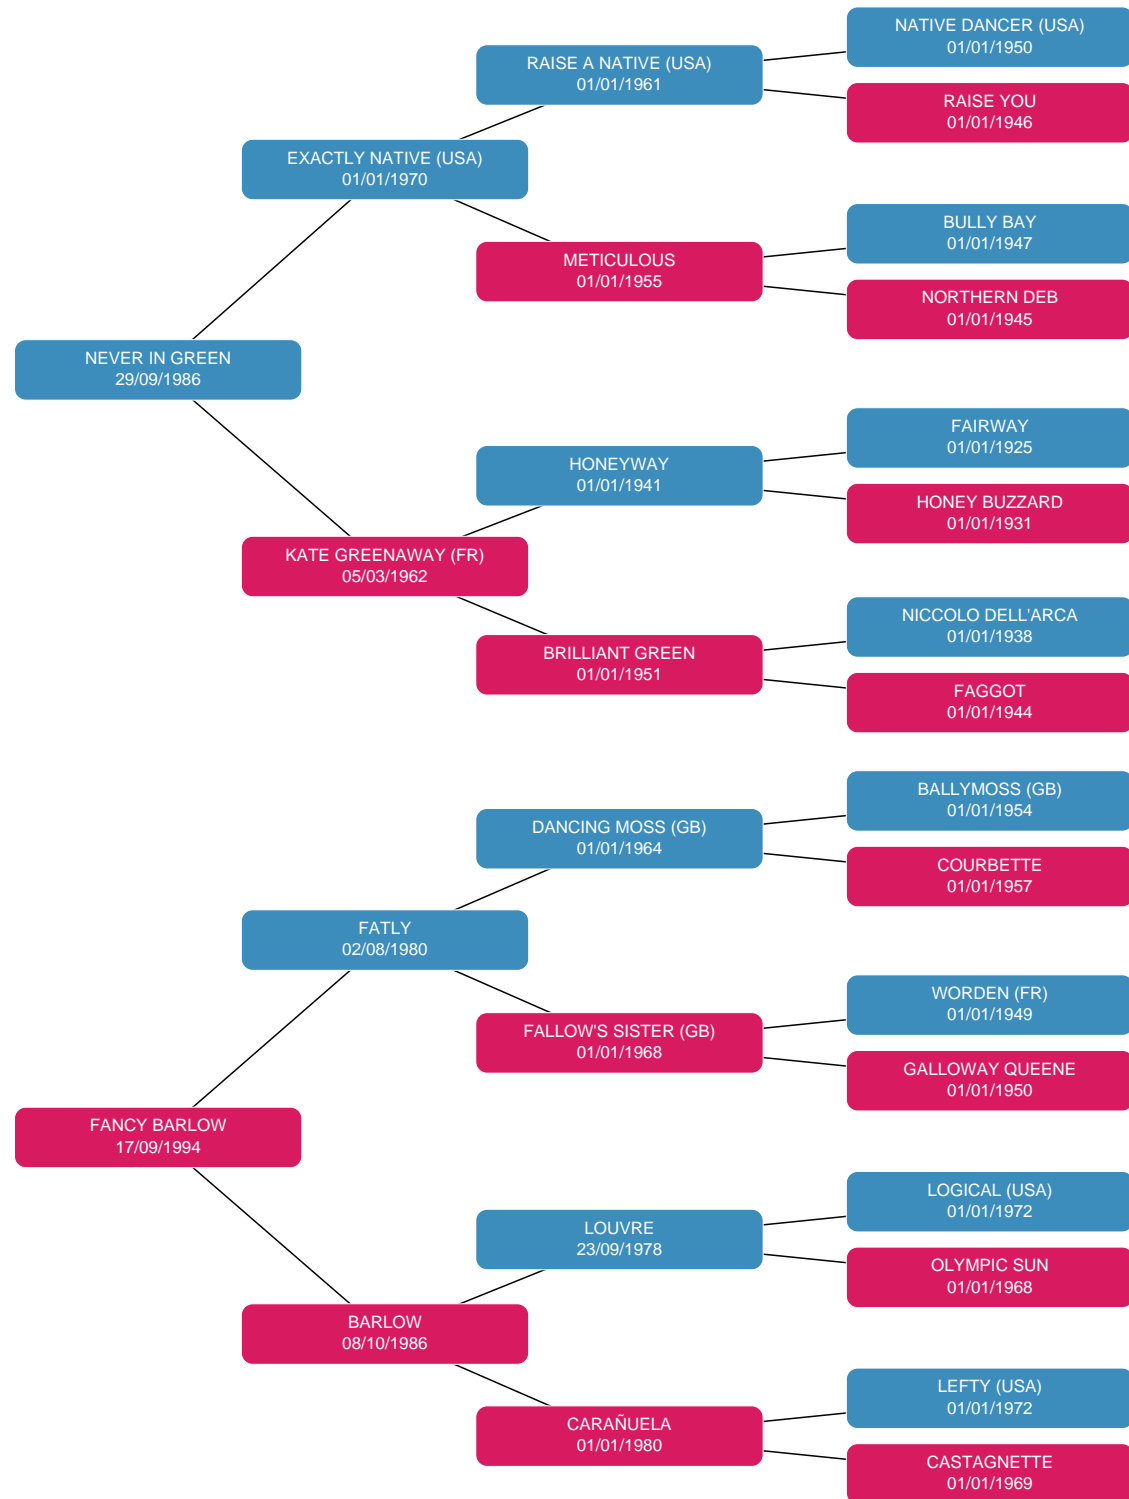 NATIVE DANCER (USA)
01/01/1950
RAISE A NATIVE (USA)
01/01/1961
RAISE YOU
01/01/1946
EXACTLY NATIVE (USA)
01/01/1970
BULLY BAY
01/01/1947
METICULOUS
01/01/1955
NORTHERN DEB
01/01/1945
NEVER IN GREEN
29/09/1986
FAIRWAY
01/01/1925
HONEYWAY
01/01/1941
HONEY BUZZARD
01/01/1931
KATE GREENAWAY (FR)
05/03/1962
NICCOLO DELL'ARCA
01/01/1938
BRILLIANT GREEN
01/01/1951
FAGGOT
01/01/1944
BALLYMOSS (GB)
01/01/1954
DANCING MOSS (GB)
01/01/1964
COURBETTE
01/01/1957
FATLY
02/08/1980
WORDEN (FR)
01/01/1949
FALLOW'S SISTER (GB)
01/01/1968
GALLOWAY QUEENE
01/01/1950
FANCY BARLOW
17/09/1994
LOGICAL (USA)
01/01/1972
LOUVRE
23/09/1978
OLYMPIC SUN
01/01/1968
BARLOW
08/10/1986
LEFTY (USA)
01/01/1972
CARAÑUELA
01/01/1980
CASTAGNETTE
01/01/1969